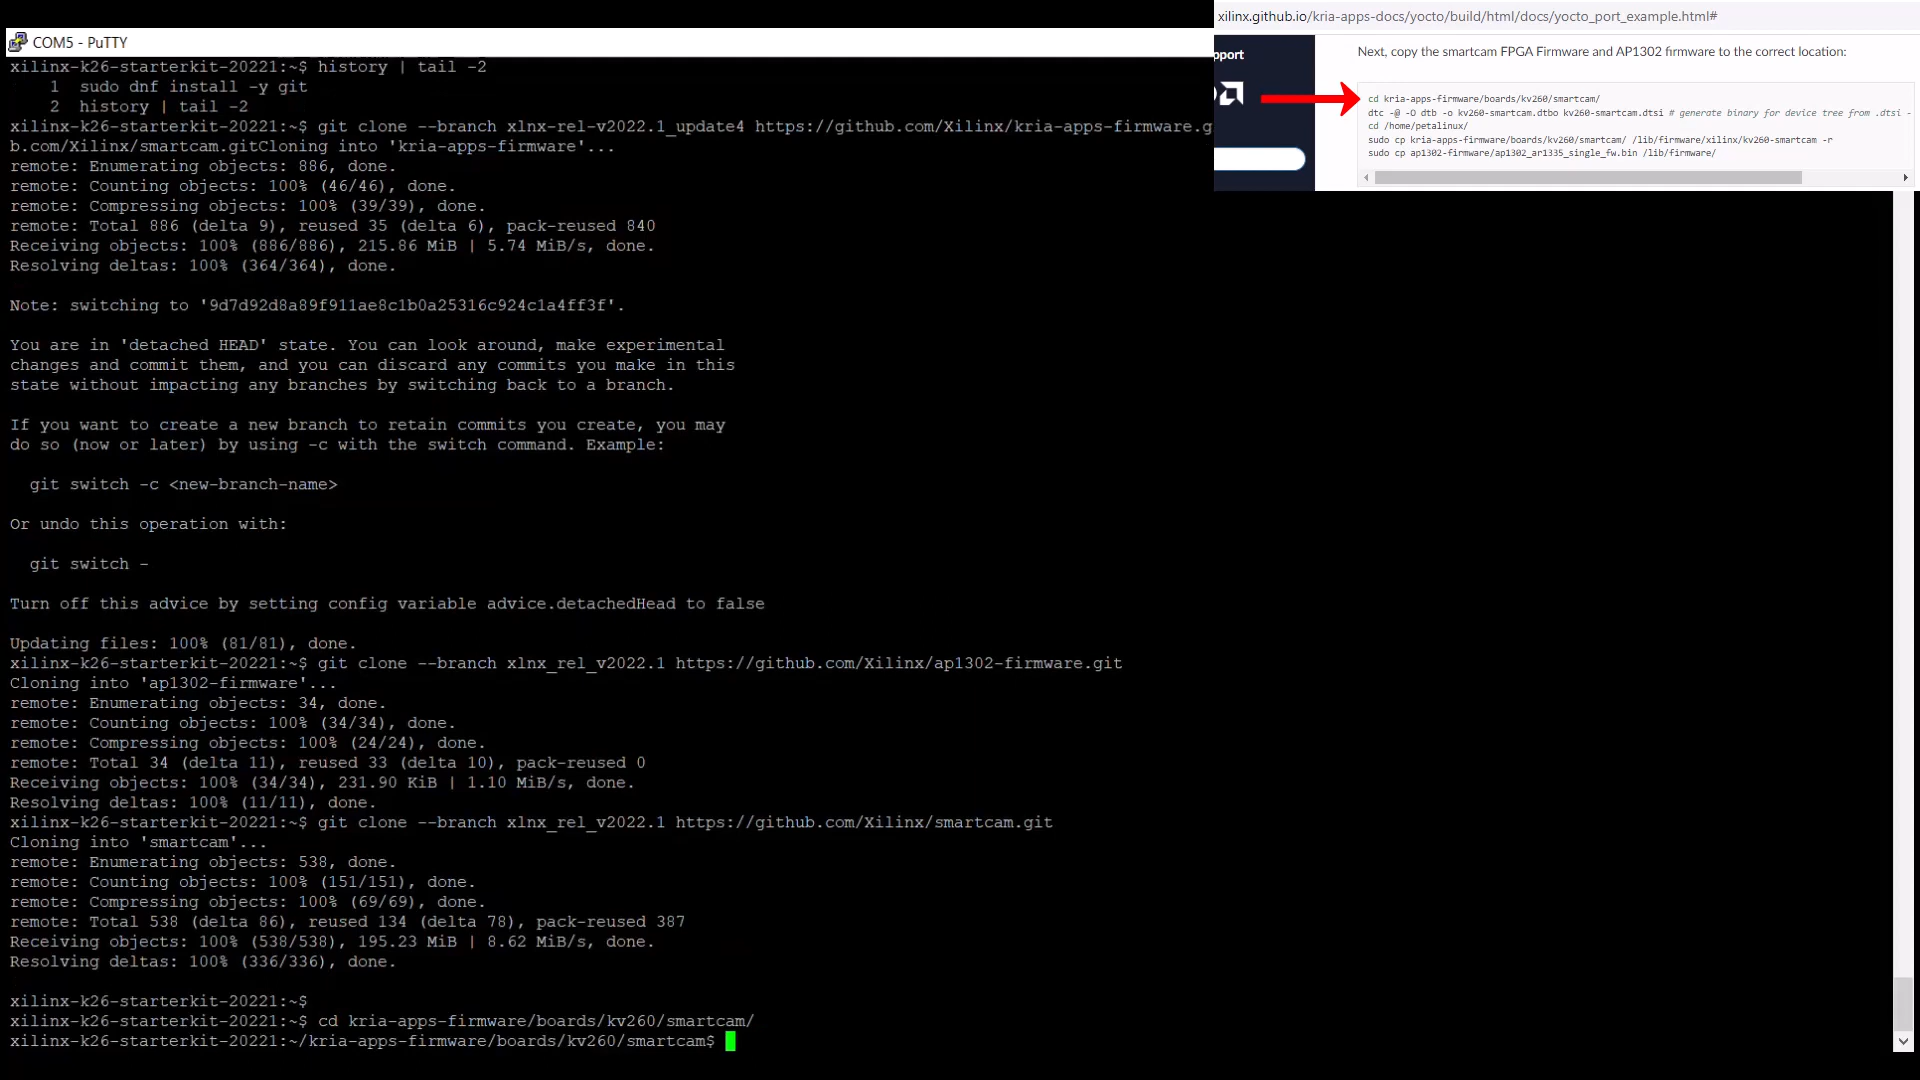 COM5 - PuTTY
xilinx-k26-starterkit-20221:~$ history | tail -2
1 sudo dnf install -y git
2 history | tail -2
xilinx-k26-starterkit-20221:~$ git clone --branch xlnx-rel-v2022.1_update4 https://github.com/Xilinx/kria-apps-firmware.g
b.com/Xilinx/smartcam.gitCloning into 'kria-apps-firmware'...
remote: Enumerating objects: 886, done.
remote: Counting objects: 100% (46/46), done.
remote: Compressing objects: 100% (39/39), done.
remote: Total 886 (delta 9), reused 35 (delta 6), pack-reused 840
Receiving objects: 100% (886/886), 215.86 MiB | 5.74 MiB/s, done.
Resolving deltas: 100% (364/364), done.
Note: switching to '9d7d92d8a89f911ae8c1b0a25316c924c1a4ff3f'.
You are in 'detached HEAD' state. You can look around, make experimental
changes and commit them, and you can discard any commits you make in this
state without impacting any branches by switching back to a branch.
If you want to create a new branch to retain commits you create, you may
do so (now or later) by using -c with the switch command. Example:
git switch -c <new-branch-name>
Or undo this operation with:
git switch -
Turn off this advice by setting config variable advice.detachedHead to false
Updating files: 100% (81/81), done.
xilinx-k26-starterkit-20221:~$ git clone --branch xlnx_rel_v2022.1 https://github.com/Xilinx/ap1302-firmware.git
Cloning into 'ap1302-firmware'...
remote: Enumerating objects: 34, done.
remote: Counting objects: 100% (34/34), done.
remote: Compressing objects: 100% (24/24), done.
remote: Total 34 (delta 11), reused 33 (delta 10), pack-reused 0
Receiving objects: 100% (34/34), 231.90 KiB | 1.10 MiB/s, done.
Resolving deltas: 100% (11/11), done.
xilinx-k26-starterkit-20221:~$ git clone --branch xlnx_rel_v2022.1 https://github.com/Xilinx/smartcam.git
Cloning into 'smartcam'...
remote: Enumerating objects: 538, done.
remote: Counting objects: 100% (151/151), done.
remote: Compressing objects: 100% (69/69), done.
remote: Total 538 (delta 86), reused 134 (delta 78), pack-reused 387
Receiving objects: 100% (538/538), 195.23 MiB | 8.62 MiB/s, done.
Resolving deltas: 100% (336/336), done.
xilinx-k26-starterkit-20221:~$
xilinx-k26-starterkit-20221:~$ cd kria-apps-firmware/boards/kv260/smartcam/
xilinx-k26-starterkit-20221:~/kria-apps-firmware/boards/kv260/smartcam$
xilinx.github.io/kria-apps-docs/yocto/build/html/docs/yocto_port_example.html#
pport
Next, copy the smartcam FPGA Firmware and AP1302 firmware to the correct location:
cd kria-apps-firmware/boards/kv260/smartcam/
dtc -@ -O dtb -o kv260-smartcam.dtbo kv260-smartcam.dtsi # generate binary for device tree from .dtsi -
cd /home/petalinux/
sudo cp kria-apps-firmware/boards/kv260/smartcam/ /lib/firmware/xilinx/kv260-smartcam -r
sudo cp ap1302-firmware/ap1302_ar1335_single_fw.bin /lib/firmware/